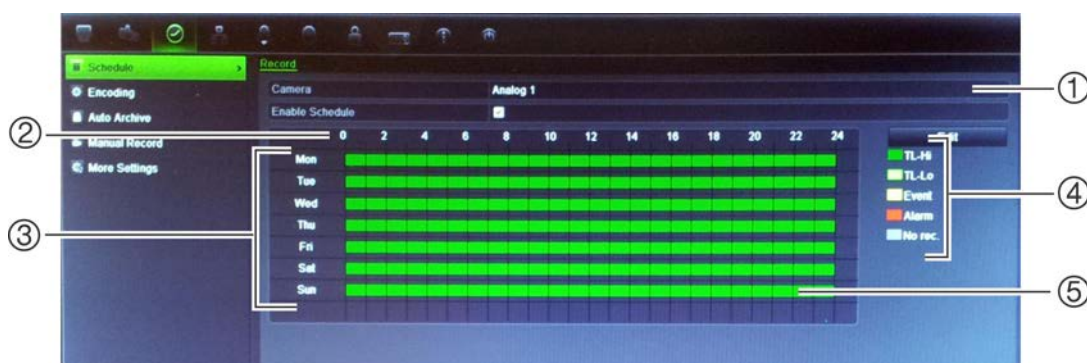 Schedule
Record
Encoding
Camera
Analog 1
①
Auto Archive
Enable Schedule
②
0 2 4 6 8 10 12 14 16 18 20 22 24
Edit
Manual Record
More Settings
③
Mon
Tue
Wed
Thu
Fri
Sat
Sun
TL-Hi
TL-Lo
Event
Alarm
No rec.
④
⑤